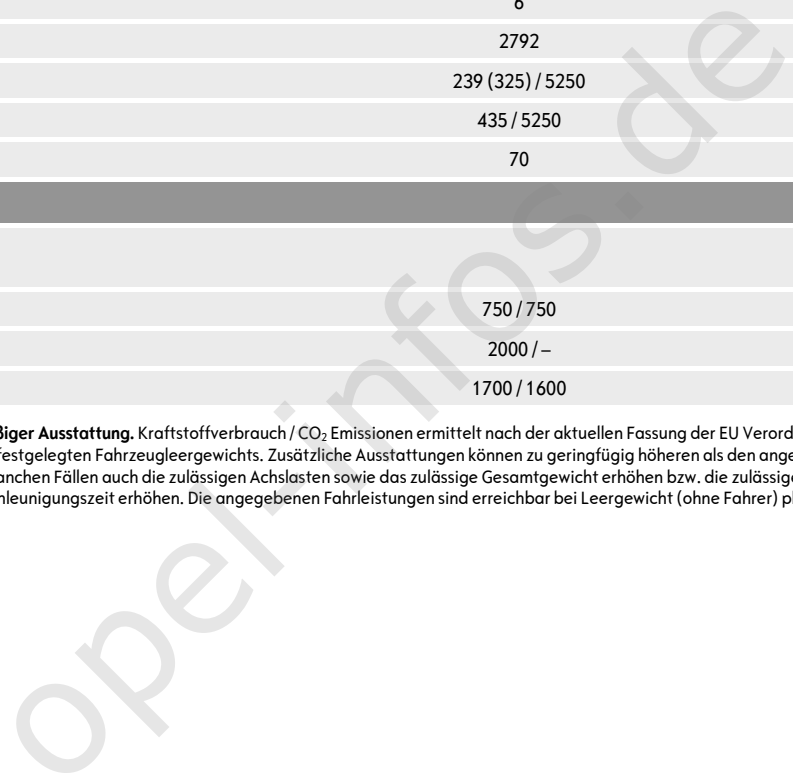 6
2792
239 (325) / 5250
435 / 5250
70
750 / 750
2000 / –
1700 / 1600
ßiger Ausstattung. Kraftstoffverbrauch / CO₂ Emissionen ermittelt nach der aktuellen Fassung der EU Verord
festgelegten Fahrzeugleergewichts. Zusätzliche Ausstattungen können zu geringfügig höheren als den ange
anchen Fällen auch die zulässigen Achslasten sowie das zulässige Gesamtgewicht erhöhen bzw. die zulässige
hleunigungszeit erhöhen. Die angegebenen Fahrleistungen sind erreichbar bei Leergewicht (ohne Fahrer) pl
opel-infos.de